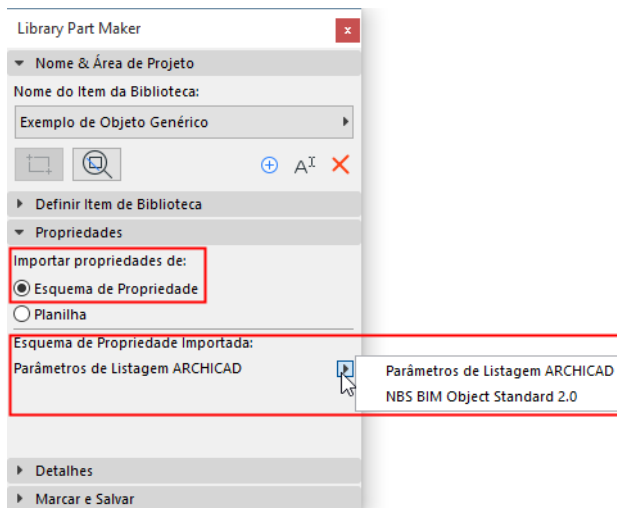 Library Part Maker
x
Nome & Área de Projeto
Nome do Item da Biblioteca:
Exemplo de Objeto Genérico
Definir Item de Biblioteca
Propriedades
Importar propriedades de:
Esquema de Propriedade
Planilha
Esquema de Propriedade Importada:
Parâmetros de Listagem ARCHICAD
Parâmetros de Listagem ARCHICAD
NBS BIM Object Standard 2.0
Detalhes
Marcar e Salvar